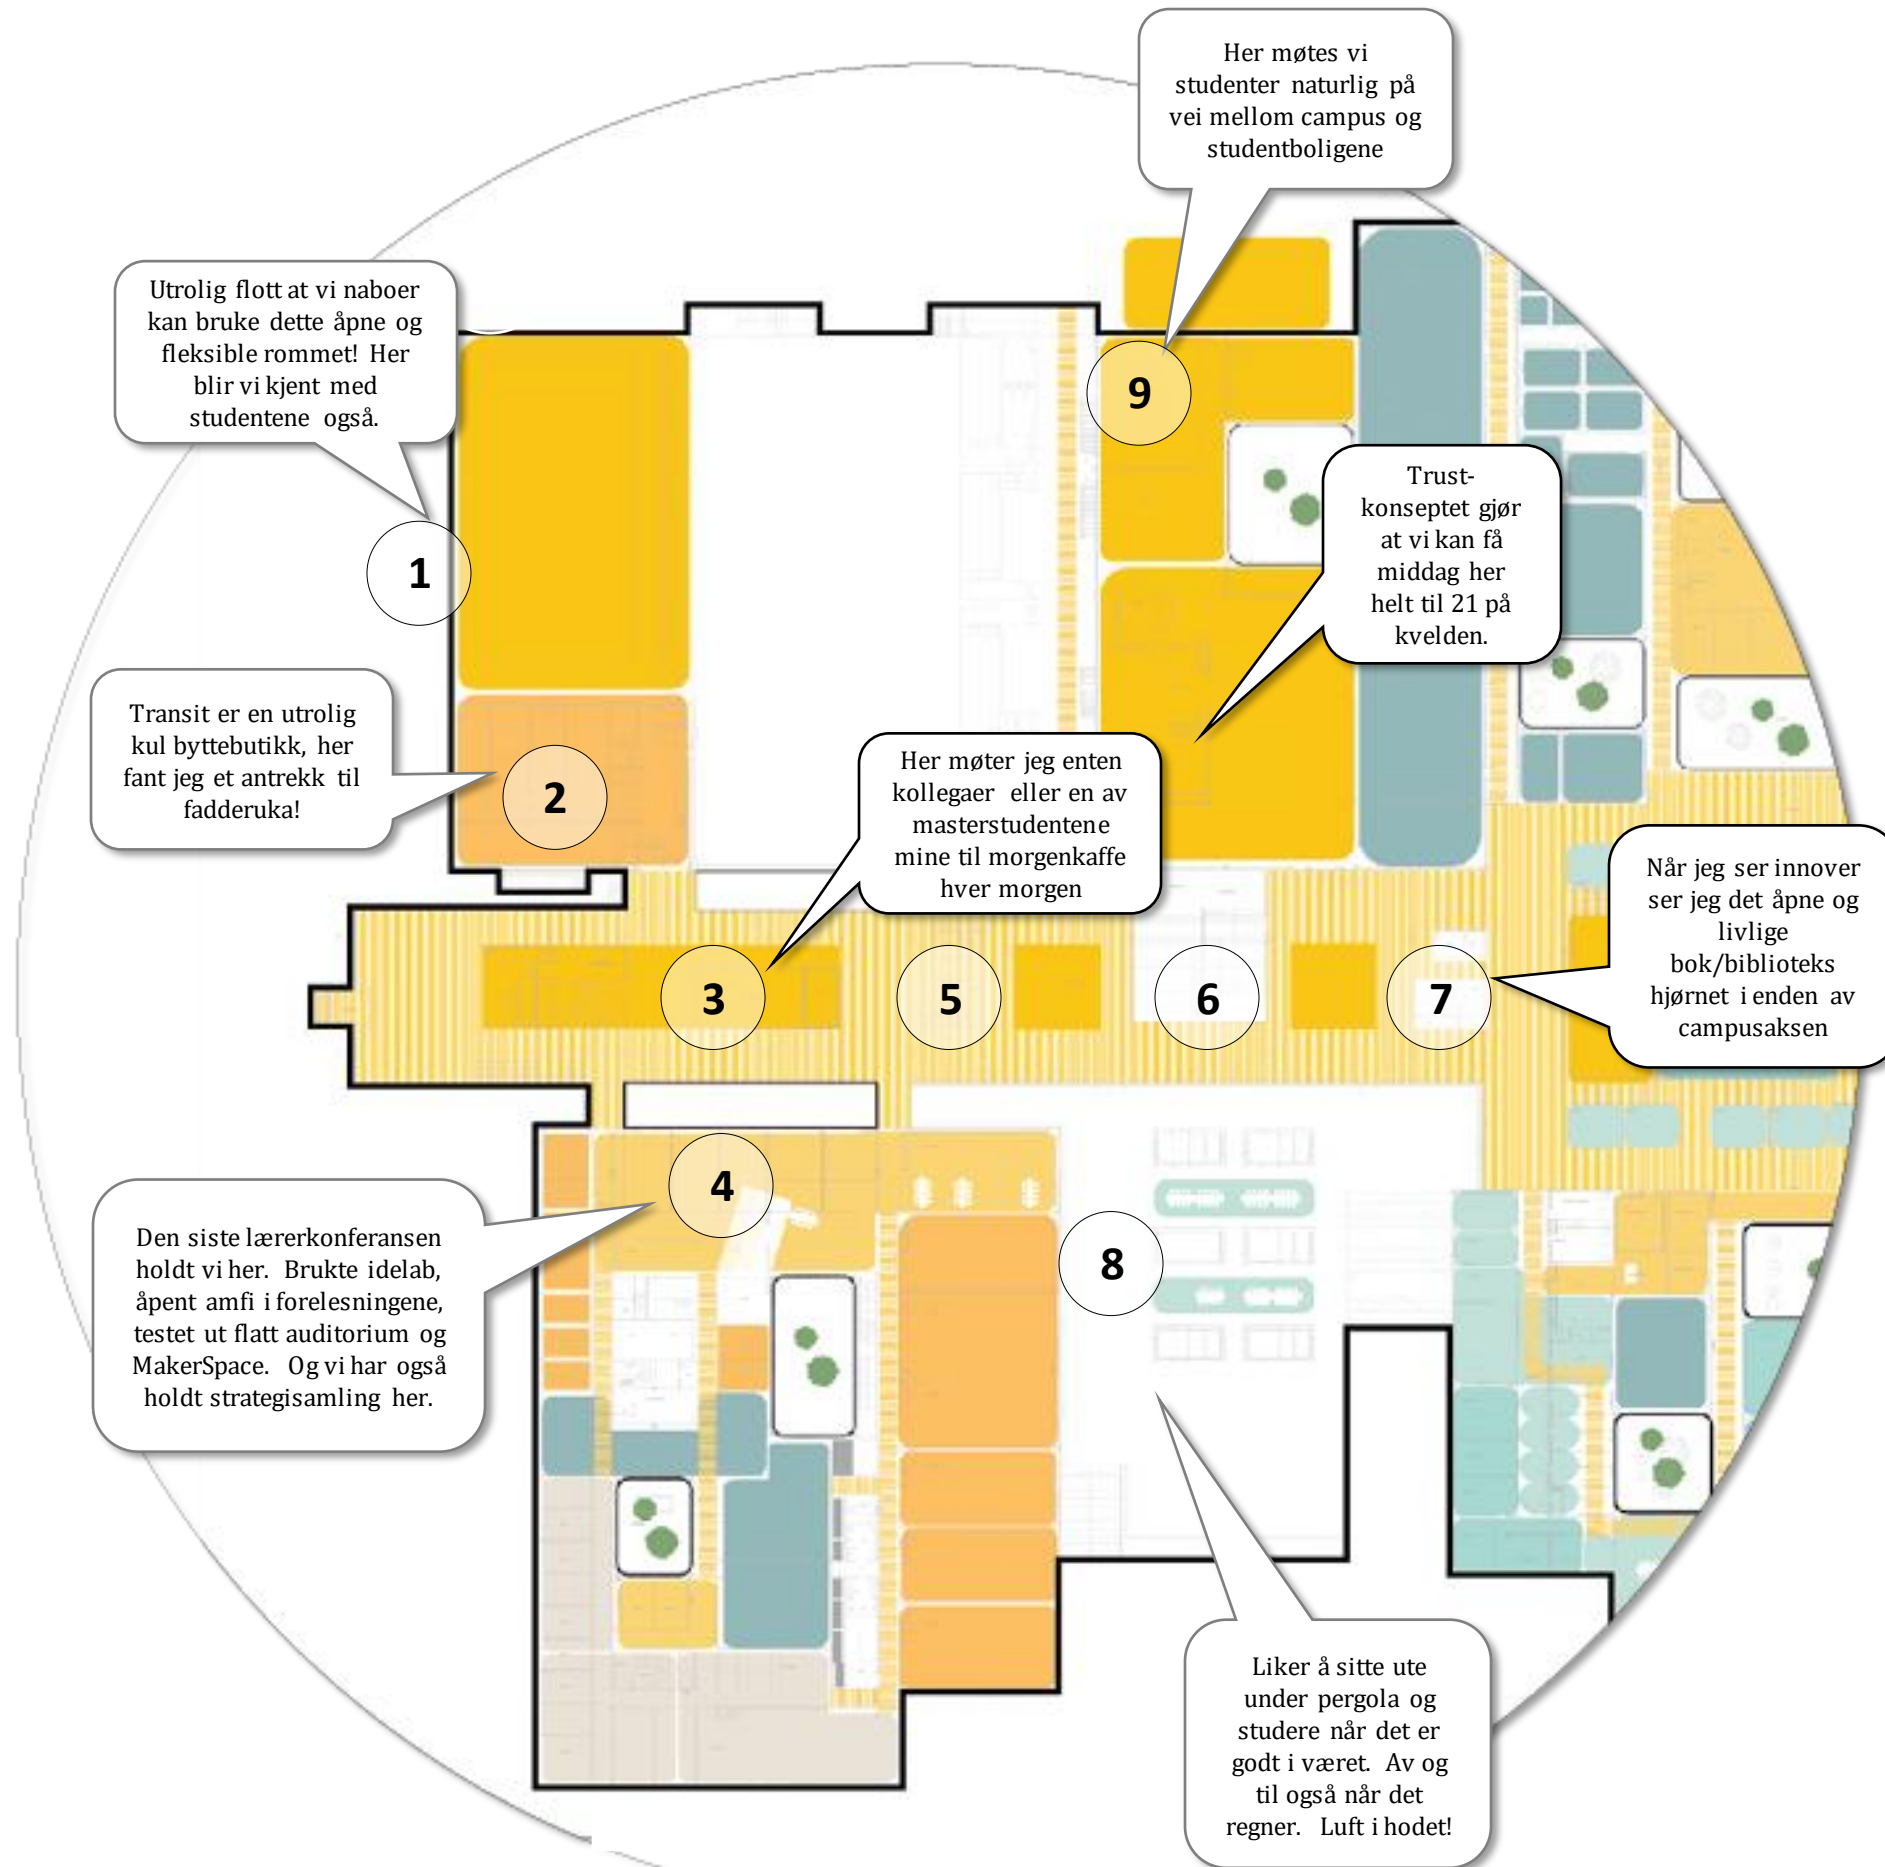 Her møtes vi
studenter naturlig på
vei mellom campus og
studentboligene
Utrolig flott at vi naboer
kan bruke dette åpne og
fleksible rommet! Her
blir vi kjent med
studentene også.
9
Trust-
konseptet gjør
at vi kan få
middag her
helt til 21 på
kvelden.
1
Transit er en utrolig
kul byttebutikk, her
fant jeg et antrekk til
fadderuka!
2
Her møter jeg enten
kollegaer eller en av
masterstudentene
mine til morgenkaffe
hver morgen
Når jeg ser innover
ser jeg det åpne og
livlige
bok/biblioteks
hjørnet i enden av
campusaksen
3
5
6
7
4
Den siste lærerkonferansen
holdt vi her. Brukte idelab,
åpent amfi i forelesningene,
testet ut flatt auditorium og
MakerSpace. Og vi har også
holdt strategisamling her.
8
Liker å sitte ute
under pergola og
studere når det er
godt i været. Av og
til også når det
regner. Luft i hodet!